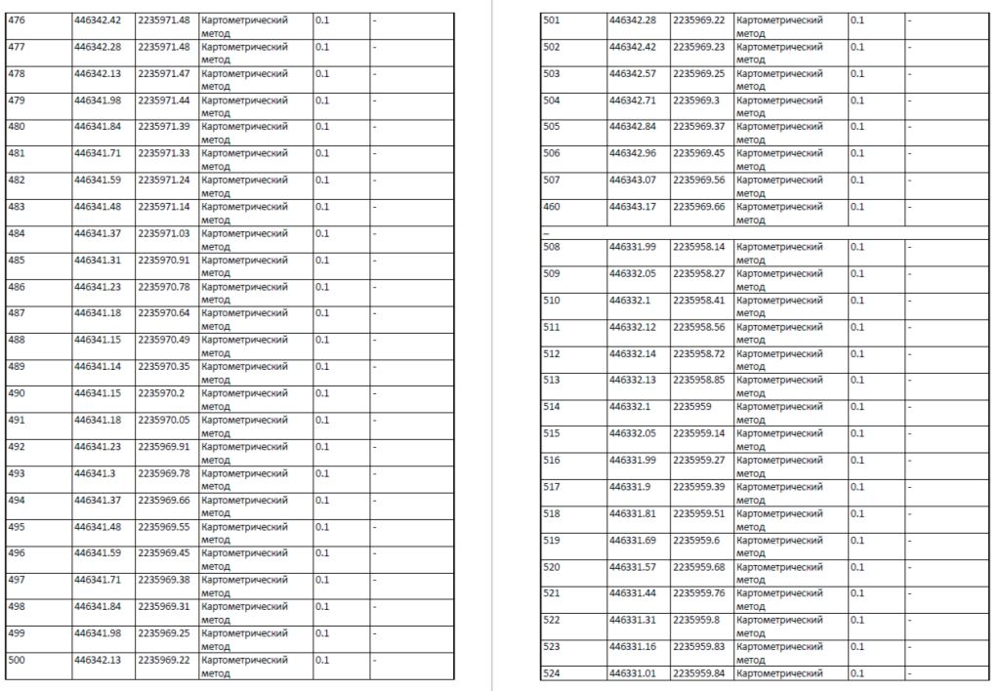 476 446342.42 2235971.48 Картометрический 0.1 -
метод
477 446342.28 2235971.48 Картометрический 0.1 -
метод
478 446342.13 2235971.47 Картометрический 0.1 -
метод
479 446341.98 2235971.44 Картометрический 0.1 -
метод
480 446341.84 2235971.39 Картометрический 0.1 -
метод
481 446341.71 2235971.33 Картометрический 0.1 -
метод
482 446341.59 2235971.24 Картометрический 0.1 -
метод
483 446341.48 2235971.14 Картометрический 0.1 -
метод
484 446341.37 2235971.03 Картометрический 0.1 -
метод
485 446341.31 2235970.91 Картометрический 0.1 -
метод
486 446341.23 2235970.78 Картометрический 0.1 -
метод
487 446341.18 2235970.64 Картометрический 0.1 -
метод
488 446341.15 2235970.49 Картометрический 0.1 -
метод
489 446341.14 2235970.35 Картометрический 0.1 -
метод
490 446341.15 2235970.2 Картометрический 0.1 -
метод
491 446341.18 2235970.05 Картометрический 0.1 -
метод
492 446341.23 2235969.91 Картометрический 0.1 -
метод
493 446341.3 2235969.78 Картометрический 0.1 -
метод
494 446341.37 2235969.66 Картометрический 0.1 -
метод
495 446341.48 2235969.55 Картометрический 0.1 -
метод
496 446341.59 2235969.45 Картометрический 0.1 -
метод
497 446341.71 2235969.38 Картометрический 0.1 -
метод
498 446341.84 2235969.31 Картометрический 0.1 -
метод
499 446341.98 2235969.25 Картометрический 0.1 -
метод
500 446342.13 2235969.22 Картометрический 0.1 -
метод
501 446342.28 2235969.22 Картометрический 0.1 -
метод
502 446342.42 2235969.23 Картометрический 0.1 -
метод
503 446342.57 2235969.25 Картометрический 0.1 -
метод
504 446342.71 2235969.3 Картометрический 0.1 -
метод
505 446342.84 2235969.37 Картометрический 0.1 -
метод
506 446342.96 2235969.45 Картометрический 0.1 -
метод
507 446343.07 2235969.56 Картометрический 0.1 -
метод
460 446343.17 2235969.66 Картометрический 0.1 -
метод
–
508 446331.99 2235958.14 Картометрический 0.1 -
метод
509 446332.05 2235958.27 Картометрический 0.1 -
метод
510 446332.1 2235958.41 Картометрический 0.1 -
метод
511 446332.12 2235958.56 Картометрический 0.1 -
метод
512 446332.14 2235958.72 Картометрический 0.1 -
метод
513 446332.13 2235958.85 Картометрический 0.1 -
метод
514 446332.1 2235959 Картометрический 0.1 -
метод
515 446332.05 2235959.14 Картометрический 0.1 -
метод
516 446331.99 2235959.27 Картометрический 0.1 -
метод
517 446331.9 2235959.39 Картометрический 0.1 -
метод
518 446331.81 2235959.51 Картометрический 0.1 -
метод
519 446331.69 2235959.6 Картометрический 0.1 -
метод
520 446331.57 2235959.68 Картометрический 0.1 -
метод
521 446331.44 2235959.76 Картометрический 0.1 -
метод
522 446331.31 2235959.8 Картометрический 0.1 -
метод
523 446331.16 2235959.83 Картометрический 0.1 -
метод
524 446331.01 2235959.84 Картометрический 0.1 -